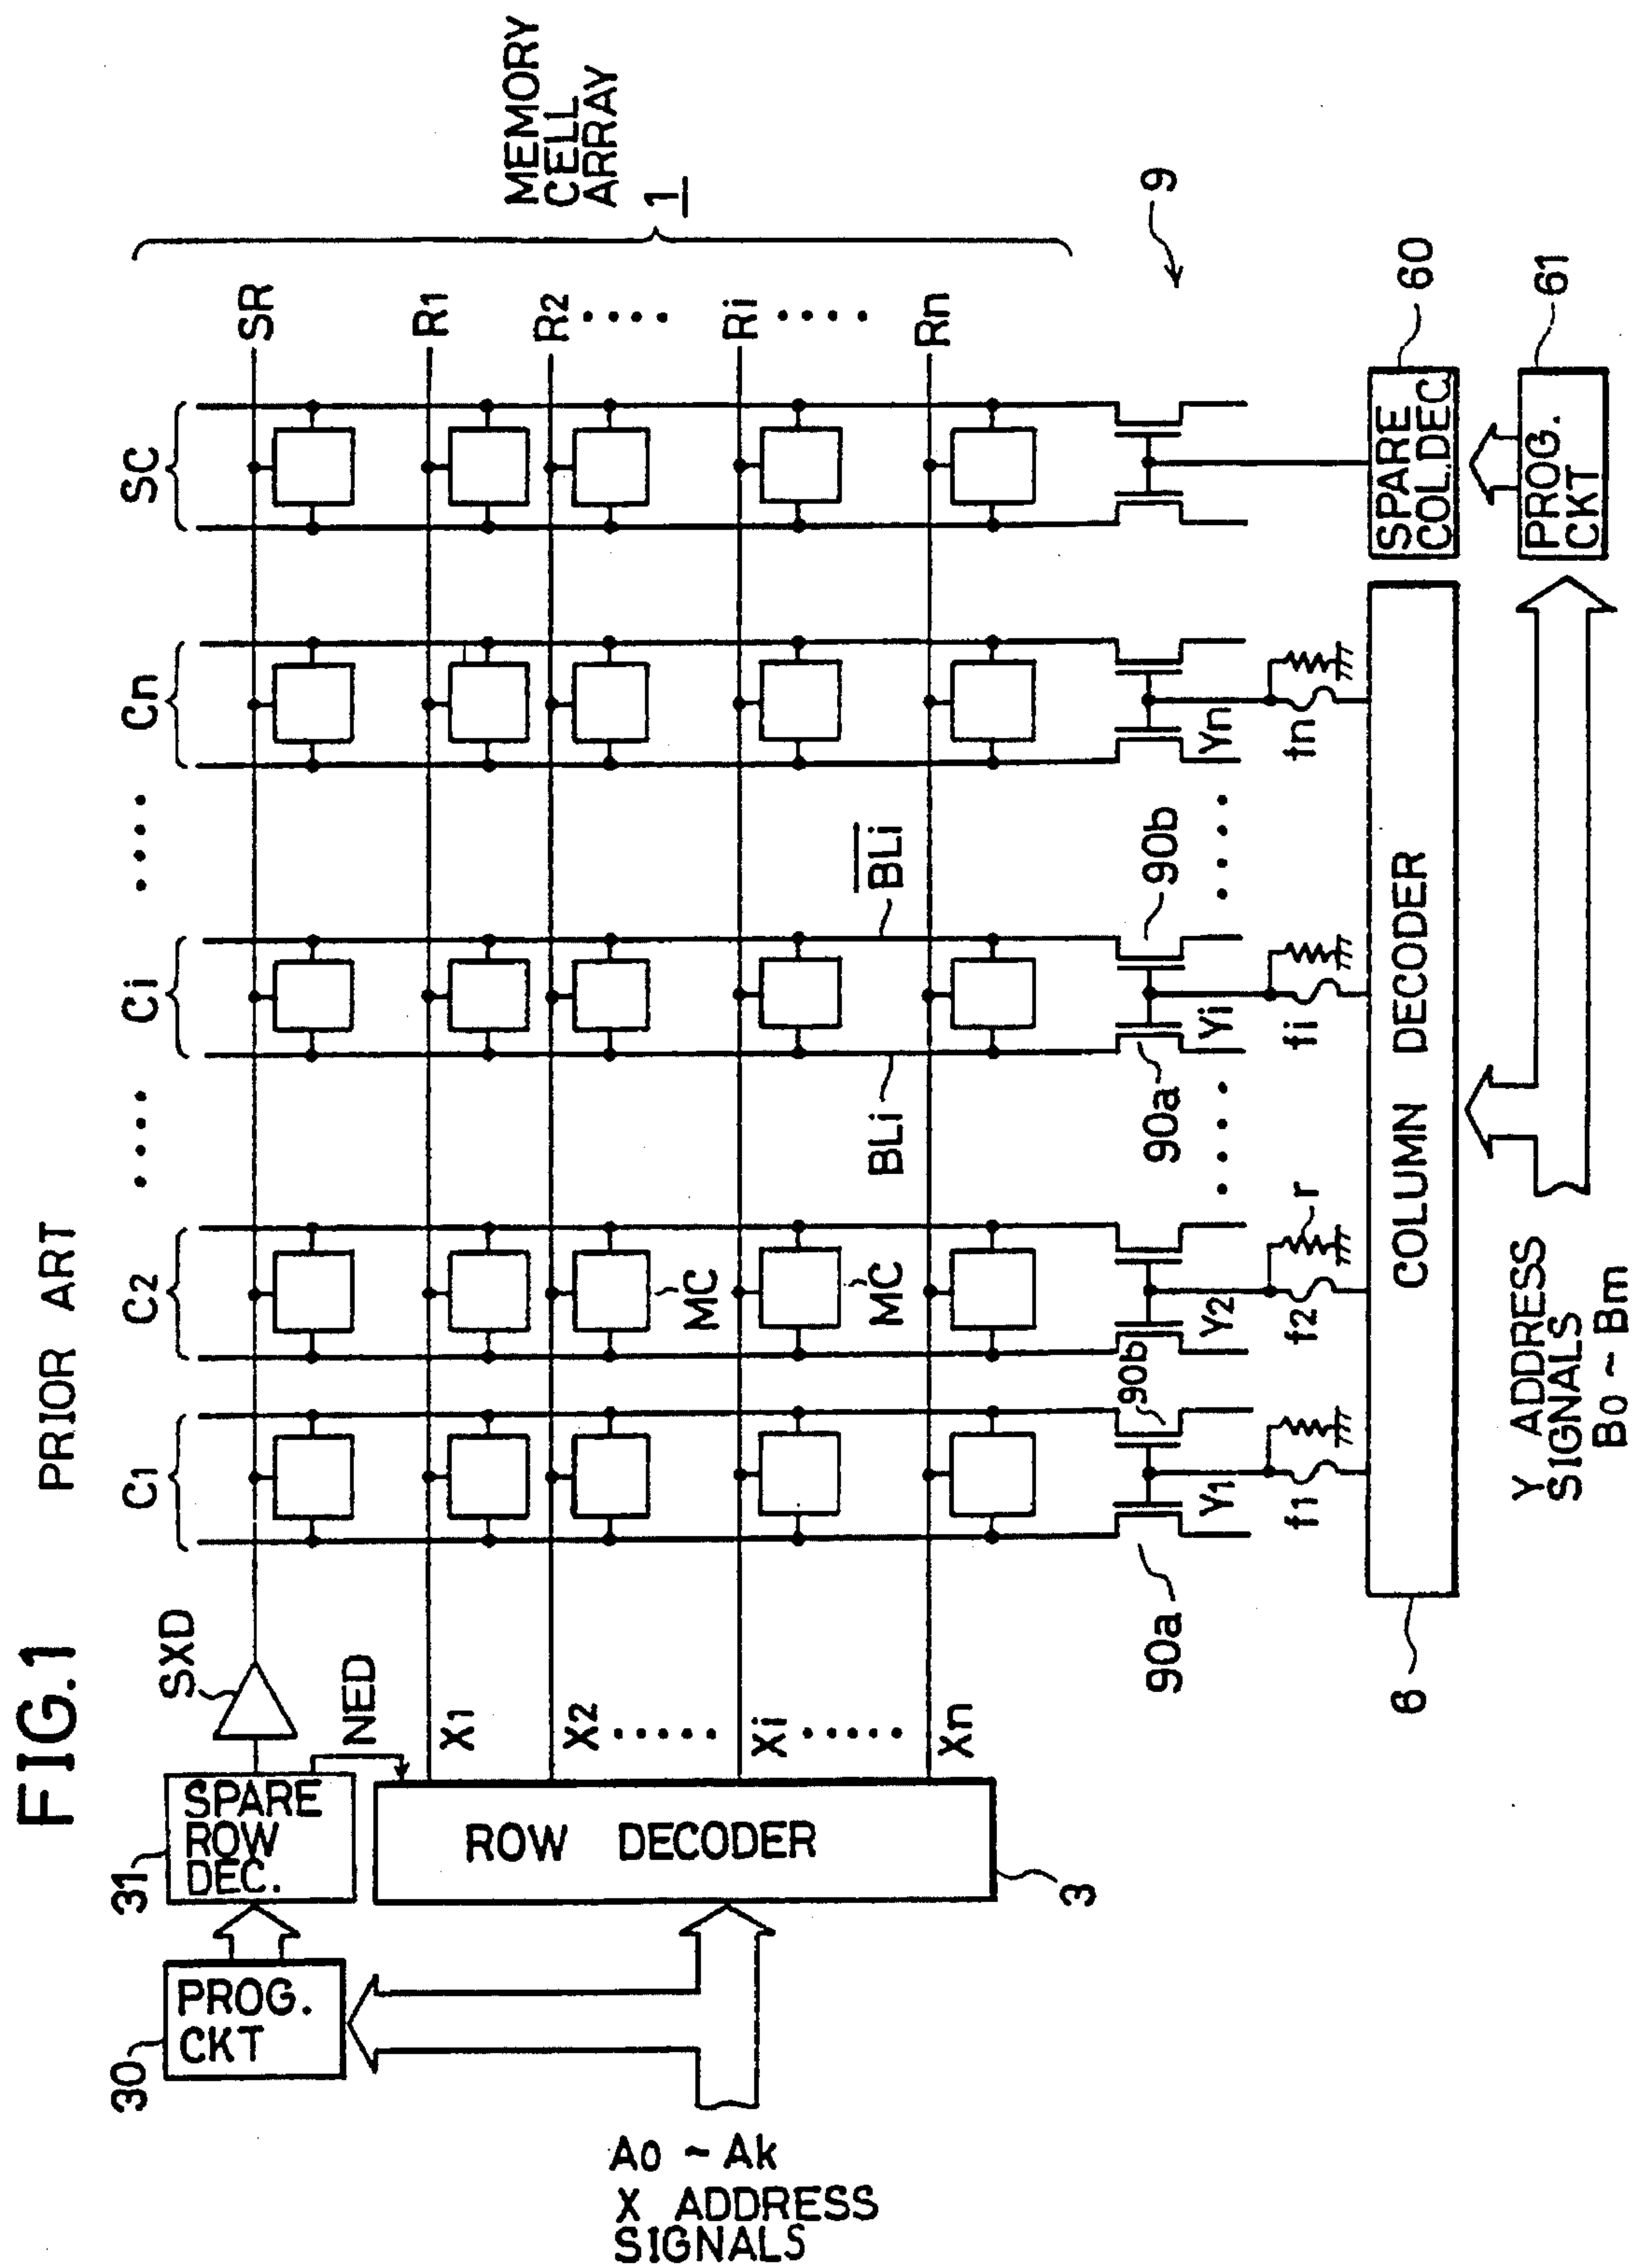 FIG.1
PRIOR ART
MEMORY
CELL
ARRAY
1
C1
C2
....
Ci
....
Cn
SC
SR
R1
R2
....
Ri
....
Rn
30
PROG.
CKT
31
SPARE
ROW
DEC.
SXD
NED
ROW DECODER
3
X1
X2
.....
Xi
.....
Xn
A0 ~ Ak
X ADDRESS
SIGNALS
MC
MC
BLi
BLi
9
90a
90b
90a
90b
Y1
Y2
....
Yi
....
Yn
f1
f2
r
fi
fn
COLUMN DECODER
6
SPARE
COL.DEC.
60
PROG.
CKT
61
Y ADDRESS
SIGNALS
B0 ~ Bm